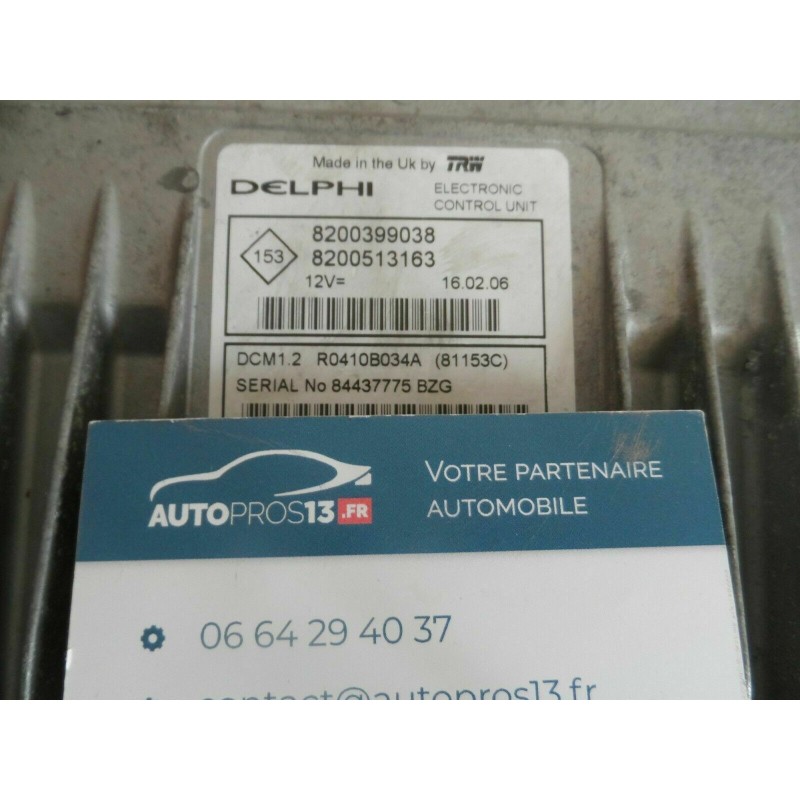 Made in the Uk by TRW
DELPHI
ELECTRONIC
CONTROL UNIT
153
8200399038
8200513163
12V= 16.02.06
DCM1.2 R0410B034A (81153C)
SERIAL No 84437775 BZG
AUTOPROS13.FR
VOTRE PARTENAIRE
AUTOMOBILE
06 64 29 40 37
contact@autopros13.fr